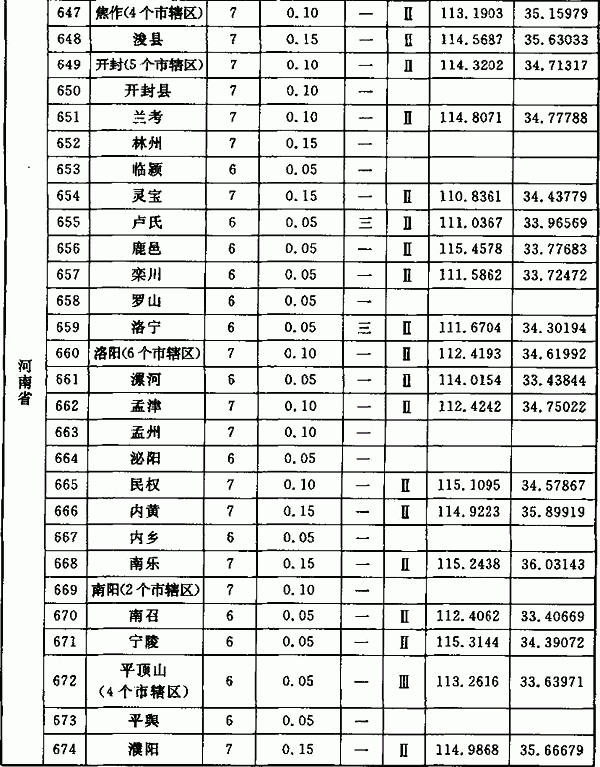 647 焦作(4个市辖区) 7 0.10 一 Ⅱ 113.1903 35.15979
648 浚县 7 0.15 一 Ⅱ 114.5687 35.63033
649 开封(5个市辖区) 7 0.10 一 Ⅱ 114.3202 34.71317
650 开封县 7 0.10 一
651 兰考 7 0.10 一 Ⅱ 114.8071 34.77788
652 林州 7 0.15 一
653 临颍 6 0.05 一
654 灵宝 7 0.15 一 Ⅱ 110.8361 34.43779
655 卢氏 6 0.05 三 Ⅱ 111.0367 33.96569
656 鹿邑 6 0.05 一 Ⅱ 115.4578 33.77683
657 栾川 6 0.05 一 Ⅱ 111.5862 33.72472
658 罗山 6 0.05 一
659 洛宁 6 0.05 三 Ⅱ 111.6704 34.30194
660 洛阳(6个市辖区) 7 0.10 一 Ⅱ 112.4193 34.61992
河南省
661 漯河 6 0.05 一 Ⅱ 114.0154 33.43844
662 孟津 7 0.10 一 Ⅱ 112.4242 34.75022
663 孟州 7 0.10 一
664 泌阳 6 0.05 一
665 民权 7 0.10 一 Ⅱ 115.1095 34.57867
666 内黄 7 0.15 一 Ⅱ 114.9223 35.89919
667 内乡 6 0.05 一
668 南乐 7 0.15 一 Ⅱ 115.2438 36.03143
669 南阳(2个市辖区) 7 0.10 一
670 南召 6 0.05 一 Ⅱ 112.4062 33.40669
671 宁陵 6 0.05 一 Ⅱ 115.3144 34.39072
672 平顶山 6 0.05 一 Ⅲ 113.2616 33.63971
(4个市辖区)
673 平舆 6 0.05 一
674 濮阳 7 0.15 一 Ⅱ 114.9868 35.66679